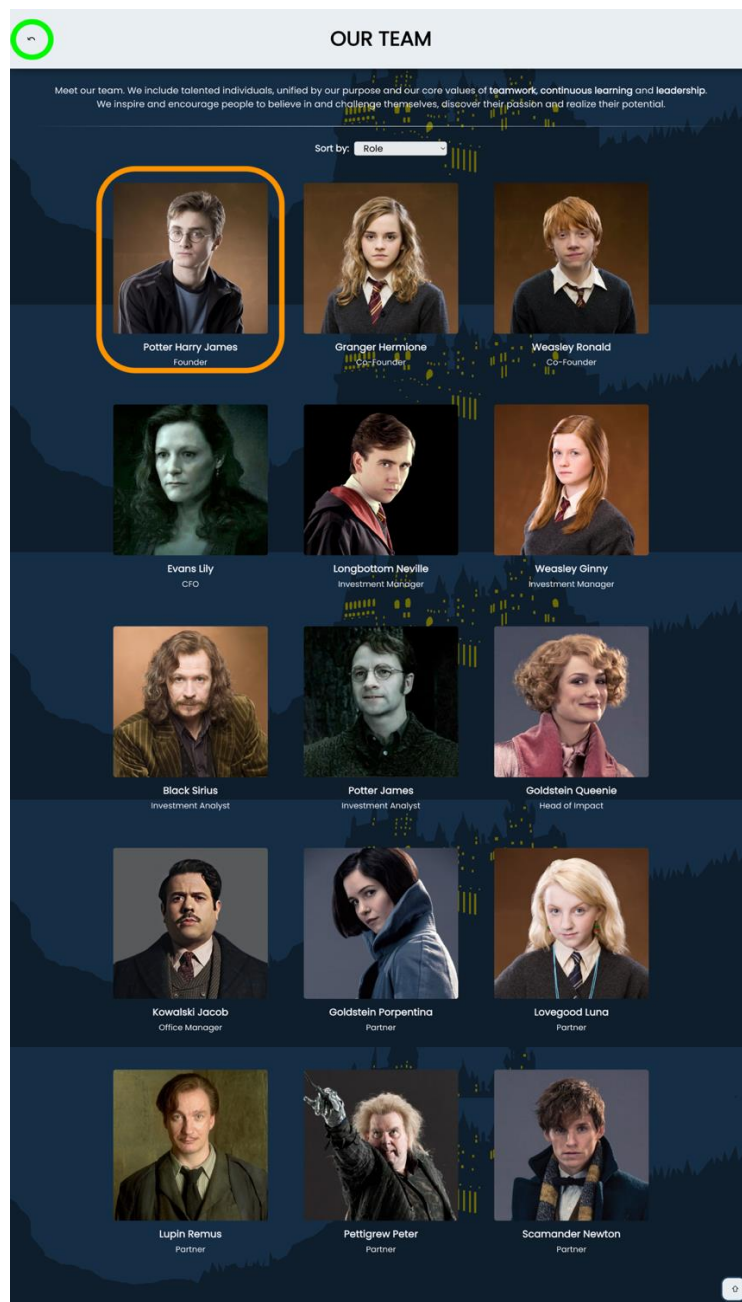 OUR TEAM
Meet our team. We include talented individuals, unified by our purpose and our core values of teamwork, continuous learning and leadership.
We inspire and encourage people to believe in and challenge themselves, discover their passion and realize their potential.
Sort by: Role
Potter Harry James
Founder
Granger Hermione
Co-Founder
Weasley Ronald
Co-Founder
Evans Lily
CFO
Longbottom Neville
Investment Manager
Weasley Ginny
Investment Manager
Black Sirius
Investment Analyst
Potter James
Investment Analyst
Goldstein Queenie
Head of Impact
Kowalski Jacob
Office Manager
Goldstein Porpentina
Partner
Lovegood Luna
Partner
Lupin Remus
Partner
Pettigrew Peter
Partner
Scamander Newton
Partner